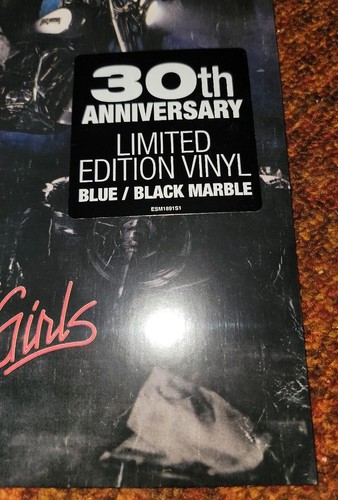 30th
ANNIVERSARY
LIMITED
EDITION VINYL
BLUE / BLACK MARBLE
ESM1891S1
Girls